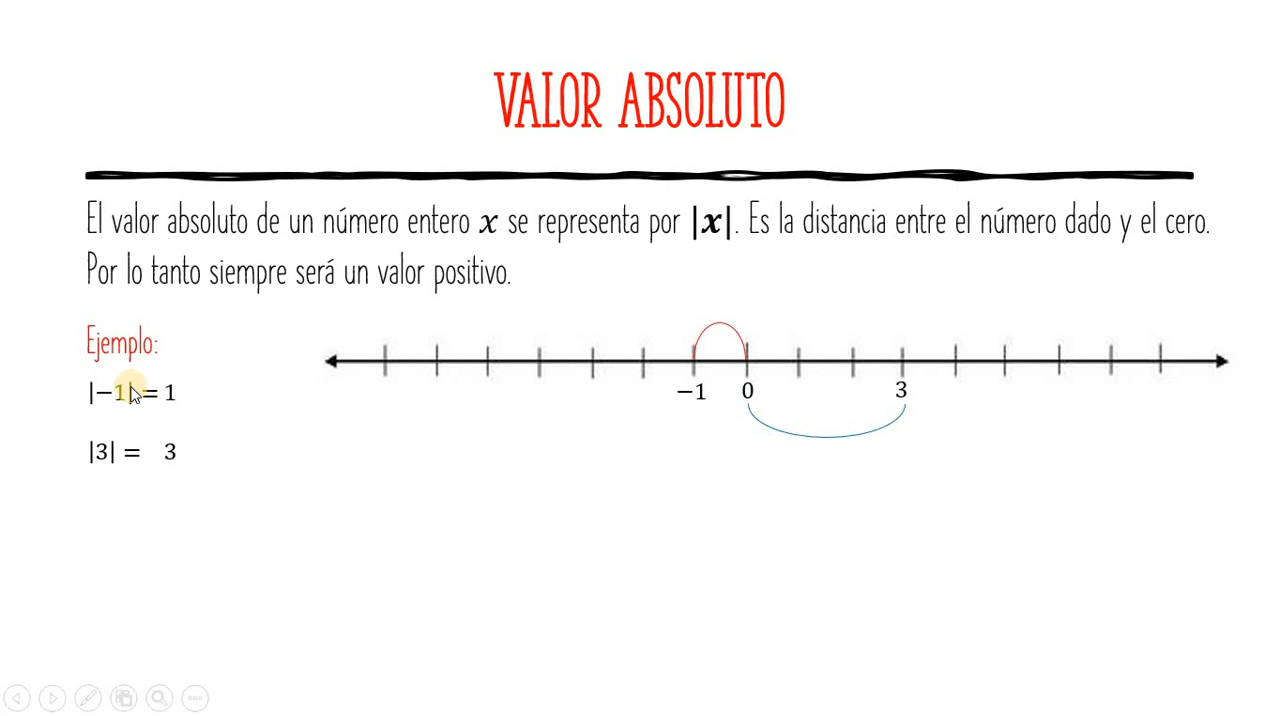 VALOR ABSOLUTO
El valor absoluto de un número entero x se representa por |x|. Es la distancia entre el número dado y el cero.
Por lo tanto siempre será un valor positivo.
Ejemplo:
|−1| = 1
−1 0 3
|3| = 3